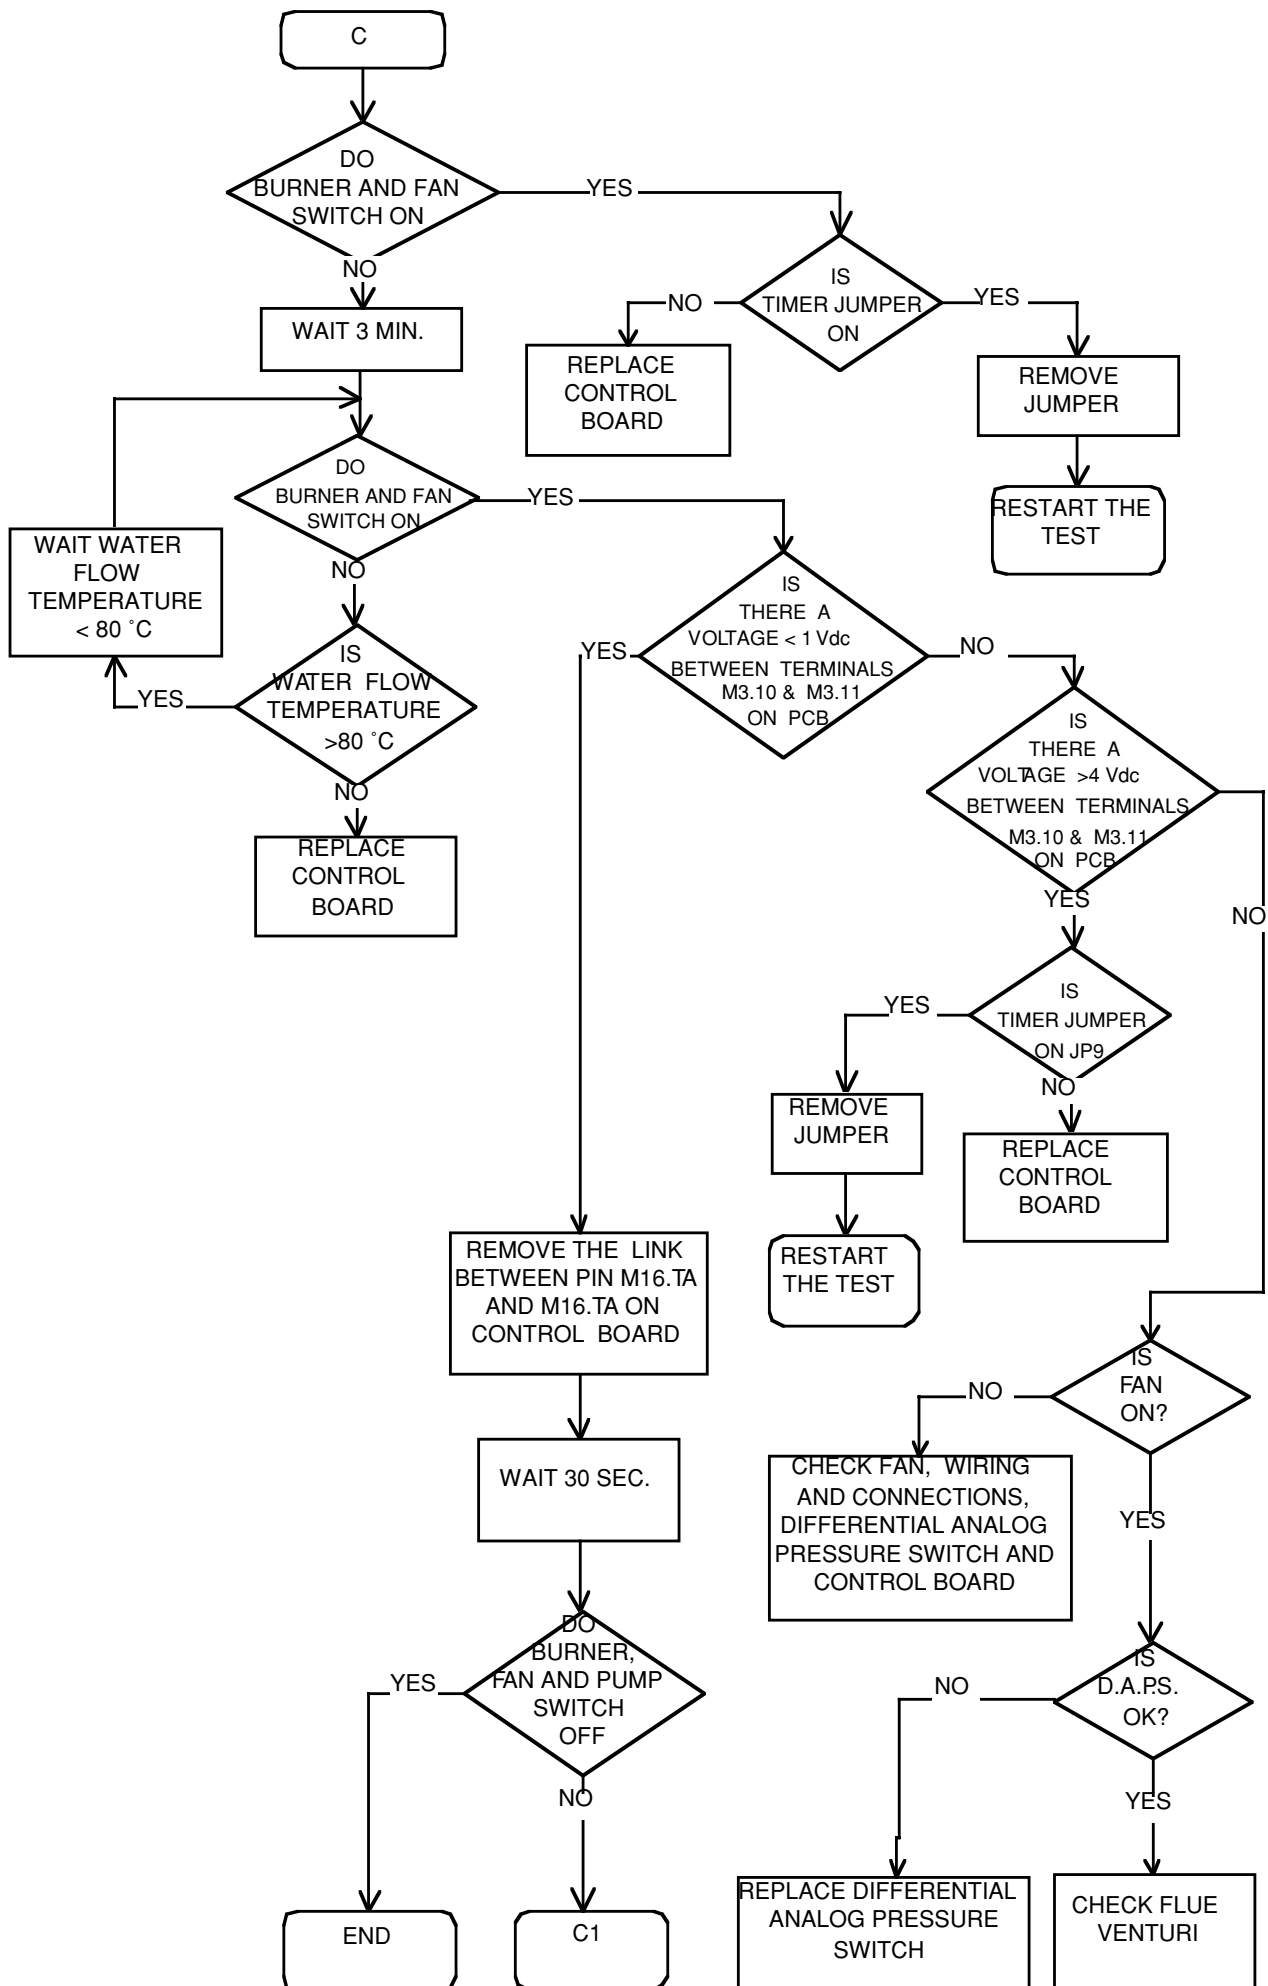 C
DO
BURNER AND FAN
SWITCH ON
YES
NO
IS
TIMER JUMPER
ON
NO
YES
WAIT 3 MIN.
REPLACE
CONTROL
BOARD
REMOVE
JUMPER
RESTART THE
TEST
DO
BURNER AND FAN
SWITCH ON
YES
NO
WAIT WATER
FLOW
TEMPERATURE
< 80 °C
IS
WATER FLOW
TEMPERATURE
>80 °C
YES
NO
REPLACE
CONTROL
BOARD
IS
THERE A
VOLTAGE < 1 Vdc
BETWEEN TERMINALS
M3.10 & M3.11
ON PCB
YES
NO
IS
THERE A
VOLTAGE >4 Vdc
BETWEEN TERMINALS
M3.10 & M3.11
ON PCB
YES
NO
IS
TIMER JUMPER
ON JP9
YES
NO
REMOVE
JUMPER
REPLACE
CONTROL
BOARD
RESTART
THE TEST
REMOVE THE LINK
BETWEEN PIN M16.TA
AND M16.TA ON
CONTROL BOARD
WAIT 30 SEC.
IS
FAN
ON?
NO
YES
CHECK FAN, WIRING
AND CONNECTIONS,
DIFFERENTIAL ANALOG
PRESSURE SWITCH AND
CONTROL BOARD
DO
BURNER,
FAN AND PUMP
SWITCH
OFF
YES
NO
IS
D.A.P.S.
OK?
NO
YES
END
C1
REPLACE DIFFERENTIAL
ANALOG PRESSURE
SWITCH
CHECK FLUE
VENTURI